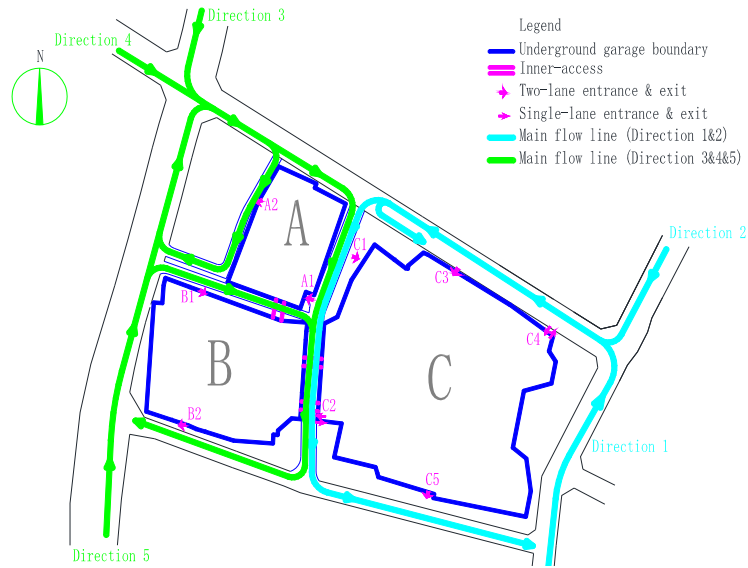 Direction 3
Legend
Direction 4
Underground garage boundary
N
Inner-access
Two-lane entrance & exit
Single-lane entrance & exit
Main flow line (Direction 1&2)
Main flow line (Direction 3&4&5)
A2
A
Direction 2
C1
C3
B1
A1
C4
B
C
C2
B2
Direction 1
C5
Direction 5